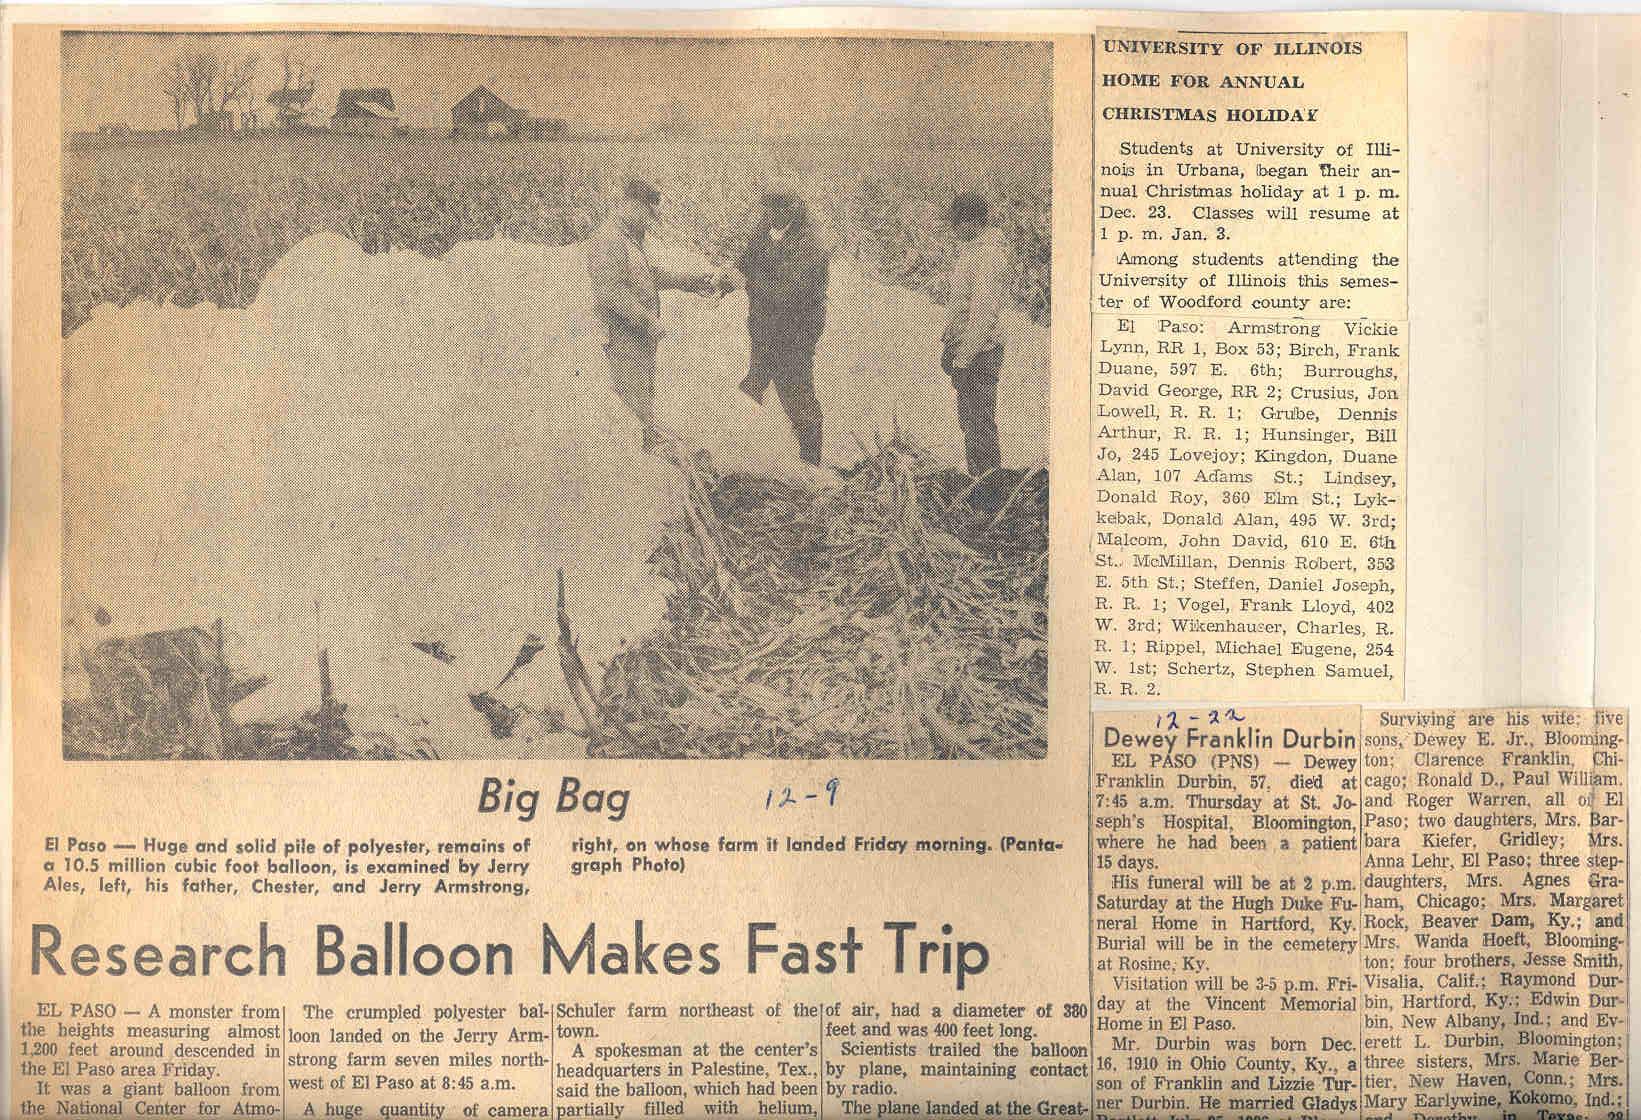 Big Bag
12-9
El Paso — Huge and solid pile of polyester, remains of
a 10.5 million cubic foot balloon, is examined by Jerry
Ales, left, his father, Chester, and Jerry Armstrong,
right, on whose farm it landed Friday morning. (Panta-
graph Photo)
Research Balloon Makes Fast Trip
EL PASO — A monster from
the heights measuring almost
1,200 feet around descended in
the El Paso area Friday.
It was a giant balloon from
the National Center for Atmo-
The crumpled polyester bal-
loon landed on the Jerry Arm-
strong farm seven miles north-
west of El Paso at 8:45 a.m.
A huge quantity of camera
Schuler farm northeast of the
town.
A spokesman at the center's
headquarters in Palestine, Tex.,
said the balloon, which had been
partially filled with helium,
of air, had a diameter of 380
feet and was 400 feet long.
Scientists trailed the balloon
by plane, maintaining contact
by radio.
The plane landed at the Great-
UNIVERSITY OF ILLINOIS
HOME FOR ANNUAL
CHRISTMAS HOLIDAY
Students at University of Illi-
nois in Urbana, began their an-
nual Christmas holiday at 1 p. m.
Dec. 23. Classes will resume at
1 p. m. Jan. 3.
Among students attending the
University of Illinois this semes-
ter of Woodford county are:
El Paso: Armstrong Vickie
Lynn, RR 1, Box 53; Birch, Frank
Duane, 597 E. 6th; Burroughs,
David George, RR 2; Crusius, Jon
Lowell, R. R. 1; Grube, Dennis
Arthur, R. R. 1; Hunsinger, Bill
Jo, 245 Lovejoy; Kingdon, Duane
Alan, 107 Adams St.; Lindsey,
Donald Roy, 360 Elm St.; Lyk-
kebak, Donald Alan, 495 W. 3rd;
Malcom, John David, 610 E. 6th
St., McMillan, Dennis Robert, 353
E. 5th St.; Steffen, Daniel Joseph,
R. R. 1; Vogel, Frank Lloyd, 402
W. 3rd; Wikenhauser, Charles, R.
R. 1; Rippel, Michael Eugene, 254
W. 1st; Schertz, Stephen Samuel,
R. R. 2.
12-22
Dewey Franklin Durbin
EL PASO (PNS) — Dewey
Franklin Durbin, 57, died at
7:45 a.m. Thursday at St. Jo-
seph's Hospital, Bloomington,
where he had been a patient
15 days.
His funeral will be at 2 p.m.
Saturday at the Hugh Duke Fu-
neral Home in Hartford, Ky.
Burial will be in the cemetery
at Rosine, Ky.
Visitation will be 3-5 p.m. Fri-
day at the Vincent Memorial
Home in El Paso.
Mr. Durbin was born Dec.
16, 1910 in Ohio County, Ky., a
son of Franklin and Lizzie Tur-
ner Durbin. He married Gladys
Surviving are his wife; five
sons, Dewey E. Jr., Blooming-
ton; Clarence Franklin, Chi-
cago; Ronald D., Paul William.
and Roger Warren, all of El
Paso; two daughters, Mrs. Bar-
bara Kiefer, Gridley; Mrs.
Anna Lehr, El Paso; three step-
daughters, Mrs. Agnes Gra-
ham, Chicago; Mrs. Margaret
Rock, Beaver Dam, Ky.; and
Mrs. Wanda Hoeft, Blooming-
ton; four brothers, Jesse Smith,
Visalia, Calif.; Raymond Dur-
bin, Hartford, Ky.; Edwin Dur-
bin, New Albany, Ind.; and Ev-
erett L. Durbin, Bloomington;
three sisters, Mrs. Marie Ber-
tier, New Haven, Conn.; Mrs.
Mary Earlywine, Kokomo, Ind.;